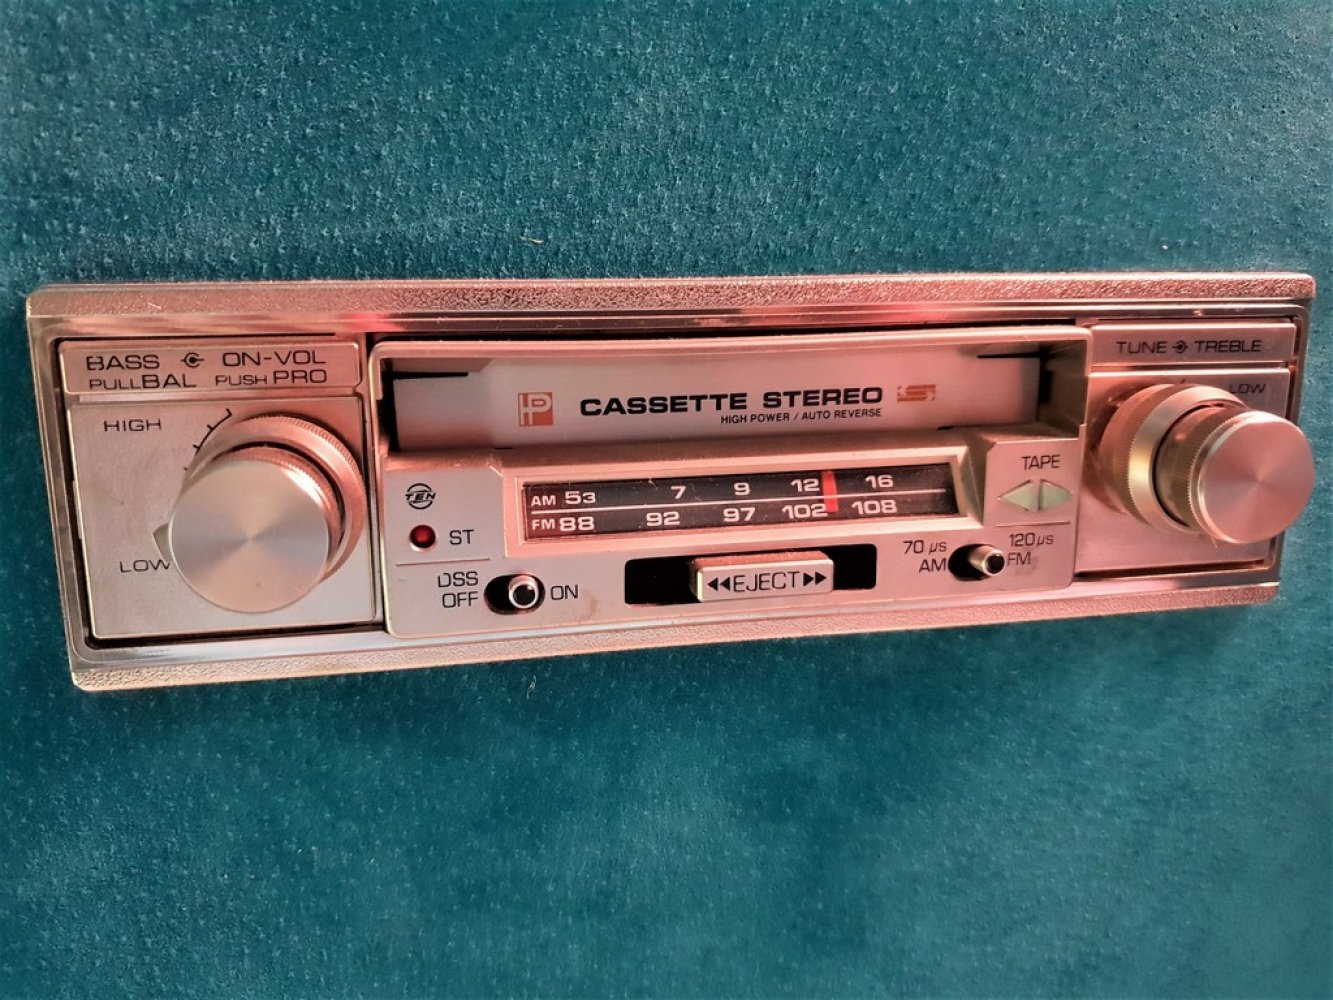 BASS ON-VOL
PULL BAL PUSH PRO
HIGH
LOW
HP CASSETTE STEREO
HIGH POWER / AUTO REVERSE
TUNE TREBLE
LOW
TEN
ST
AM 53 7 9 12 16
FM 88 92 97 102 108
TAPE
DSS
OFF ON
EJECT
70 µs 120 µs
AM FM